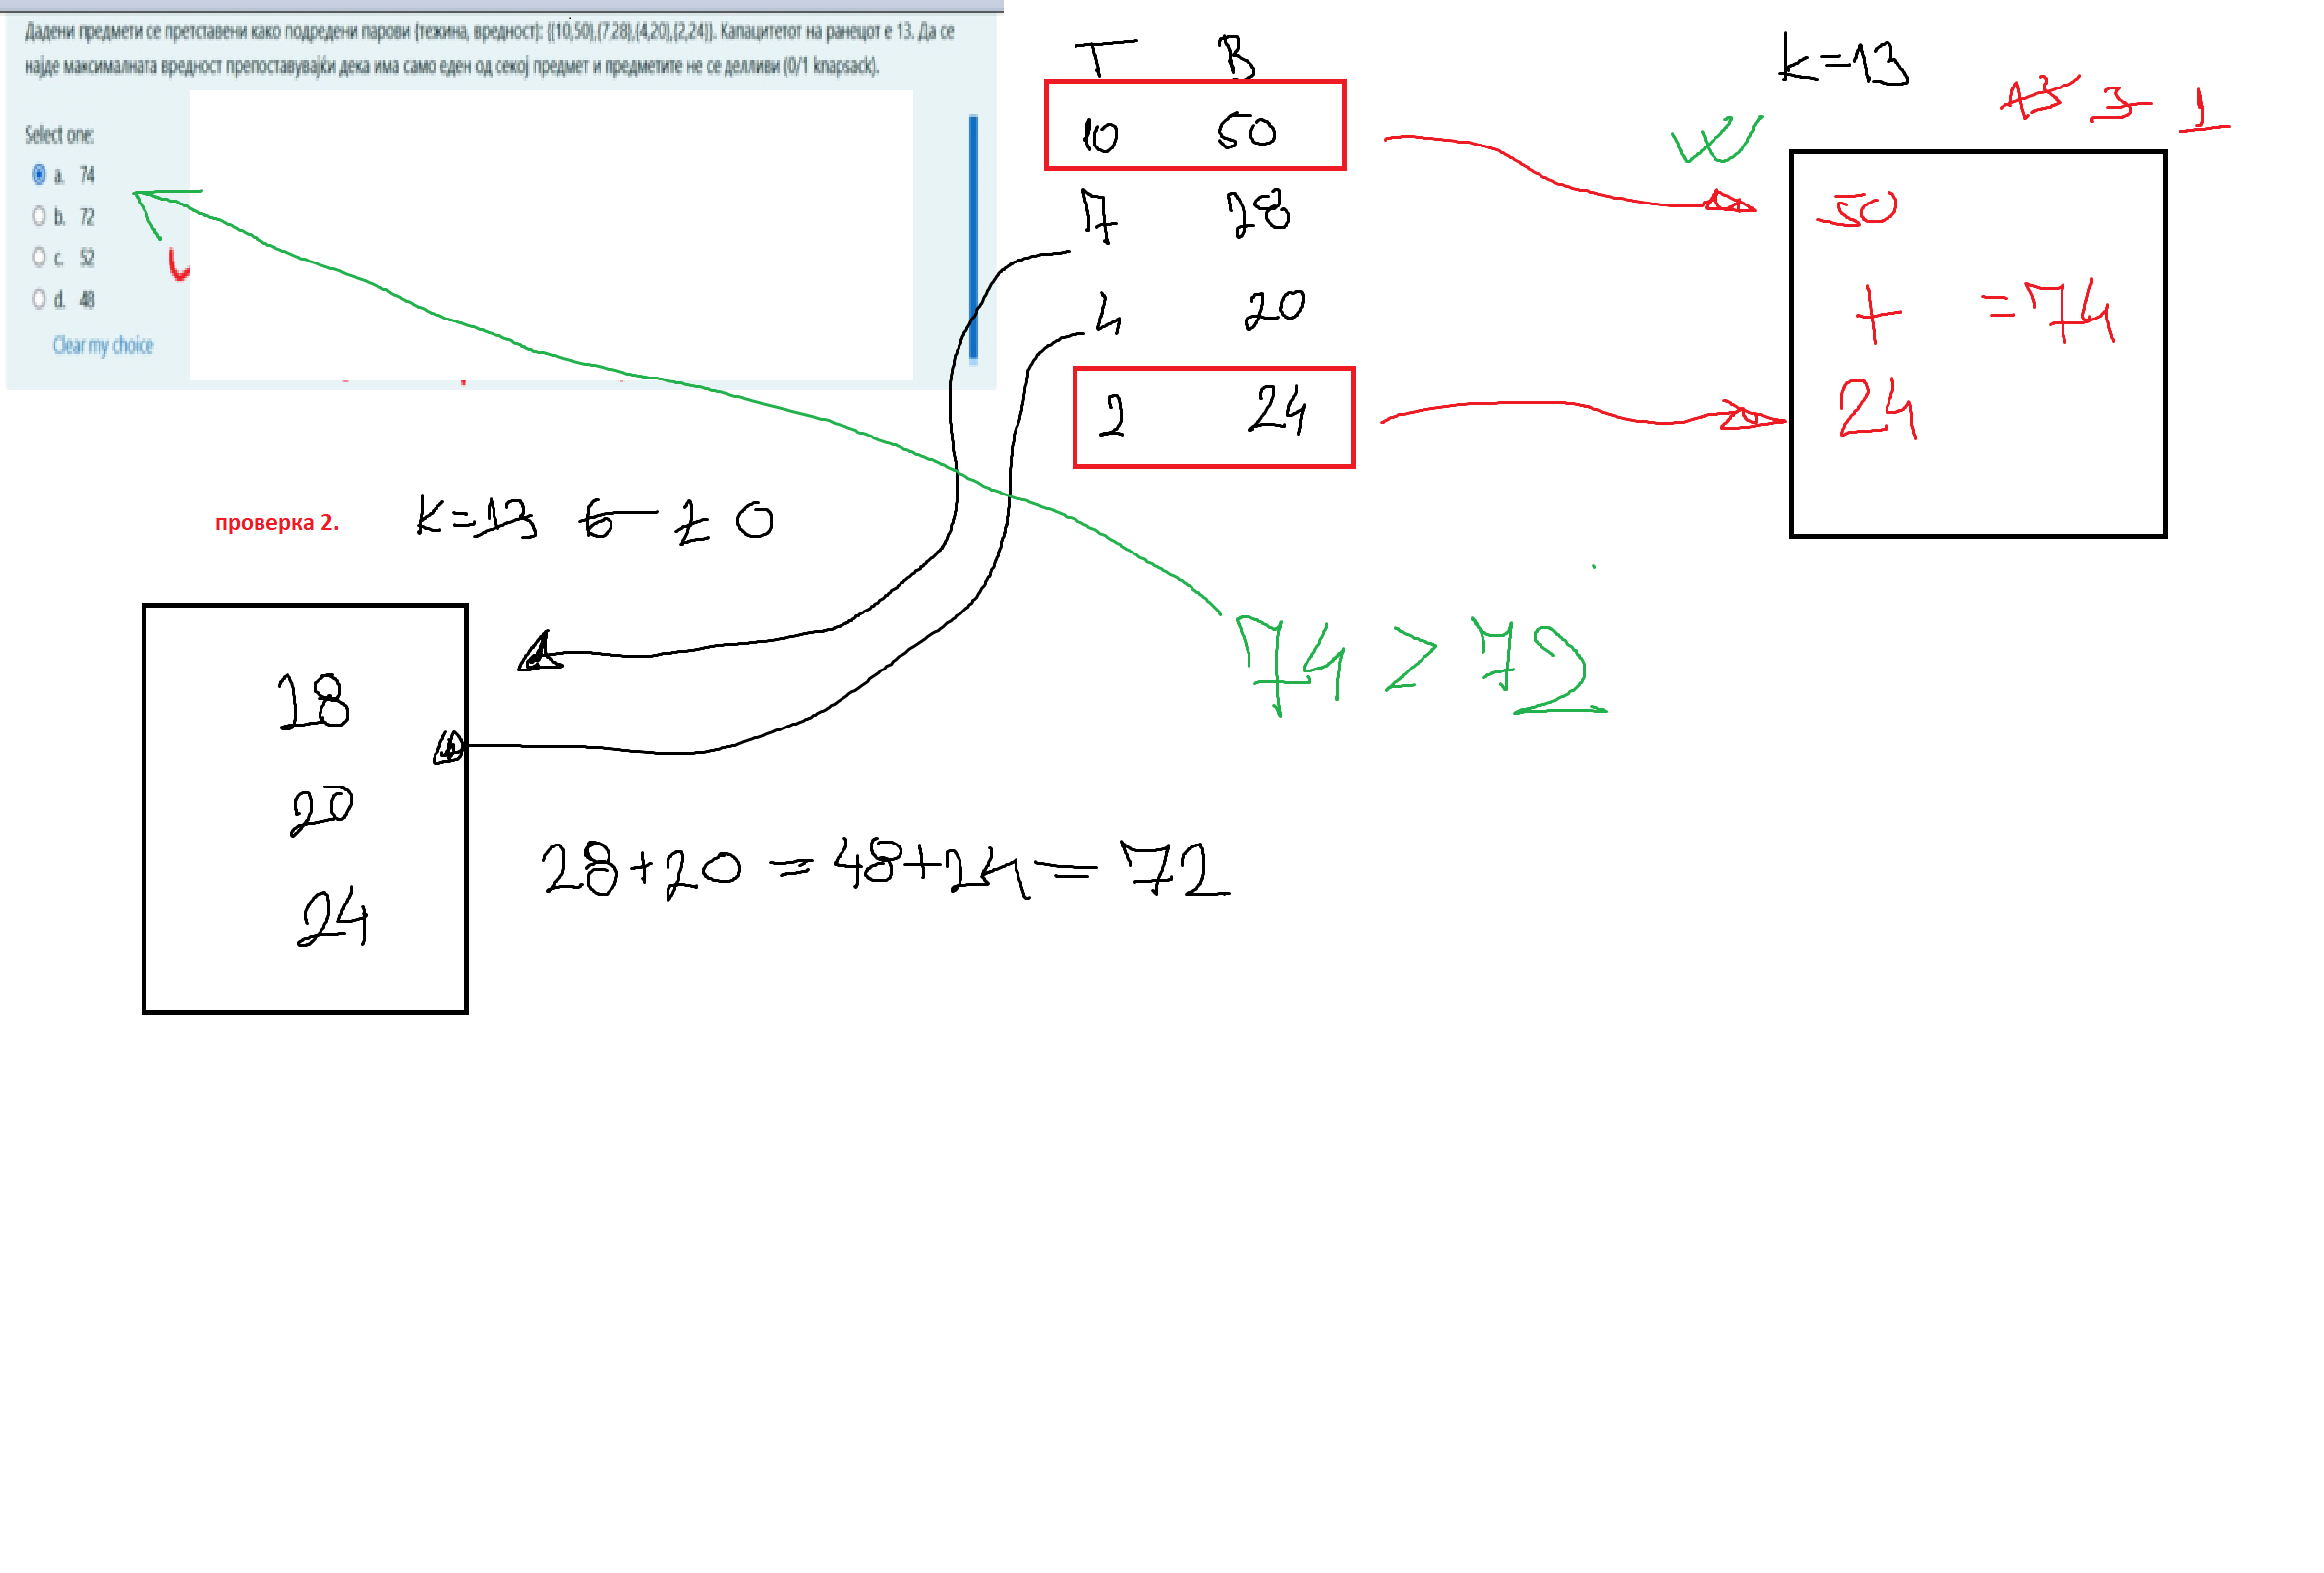 Дадени предмети се претставени како подредени парови (тежина, вредност): {(10,50),(7,28),(4,20),(2,24)}. Капацитетот на ранецот е 13. Да се
најде максималната вредност препоставувајќи дека има само еден од секој предмет и предметите не се делливи (0/1 knapsack).
Select one:
a. 74
b. 72
c. 52
d. 48
Clear my choice
T B
10 50
7 28
4 20
2 24
k=13
13 3 1
50
+ =74
24
проверка 2.
K=13 6 2 0
74 > 72
28
20
24
28+20=48+24=72